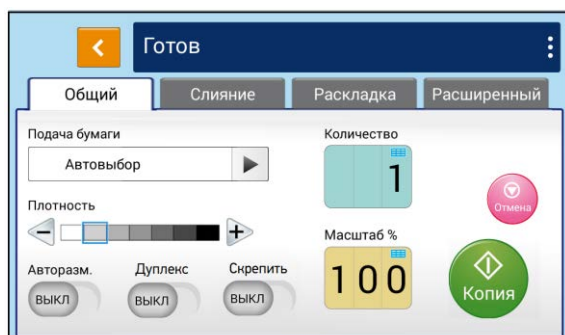 Готов
Общий
Слияние
Раскладка
Расширенный
Подача бумаги
Автовыбор
Количество
1
Отмена
Плотность
Масштаб %
100
Авторазм.
Дуплекс
Скрепить
ВЫКЛ
ВЫКЛ
ВЫКЛ
Копия